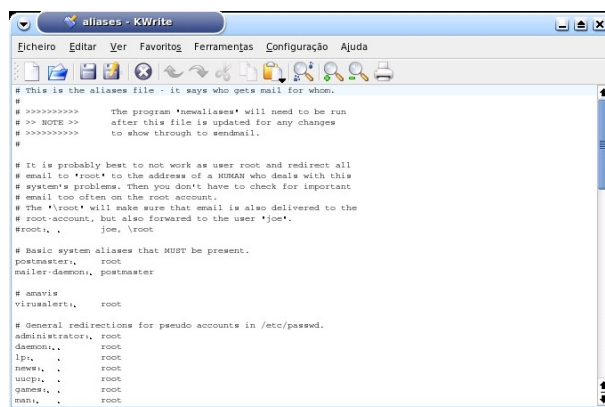 aliases - KWrite
Ficheiro Editar Ver Favoritos Ferramentas Configuração Ajuda
# This is the aliases file - it says who gets mail for whom.
#
# >>>>>>>>>> The program 'newaliases' will need to be run
# >> NOTE >> after this file is updated for any changes
# >>>>>>>>>> to show through to sendmail.
#
# It is probably best to not work as user root and redirect all
# email to 'root' to the address of a HUMAN who deals with this
# system's problems. Then you don't have to check for important
# email too often on the root account.
# The '\root' will make sure that email is also delivered to the
# root-account, but also forwared to the user 'joe'.
#root: joe, \root
# Basic system aliases that MUST be present.
postmaster: root
mailer-daemon: postmaster
# amavis
virusalert: root
# General redirections for pseudo accounts in /etc/passwd.
administrator: root
daemon: root
lp: root
news: root
uucp: root
games: root
man: root